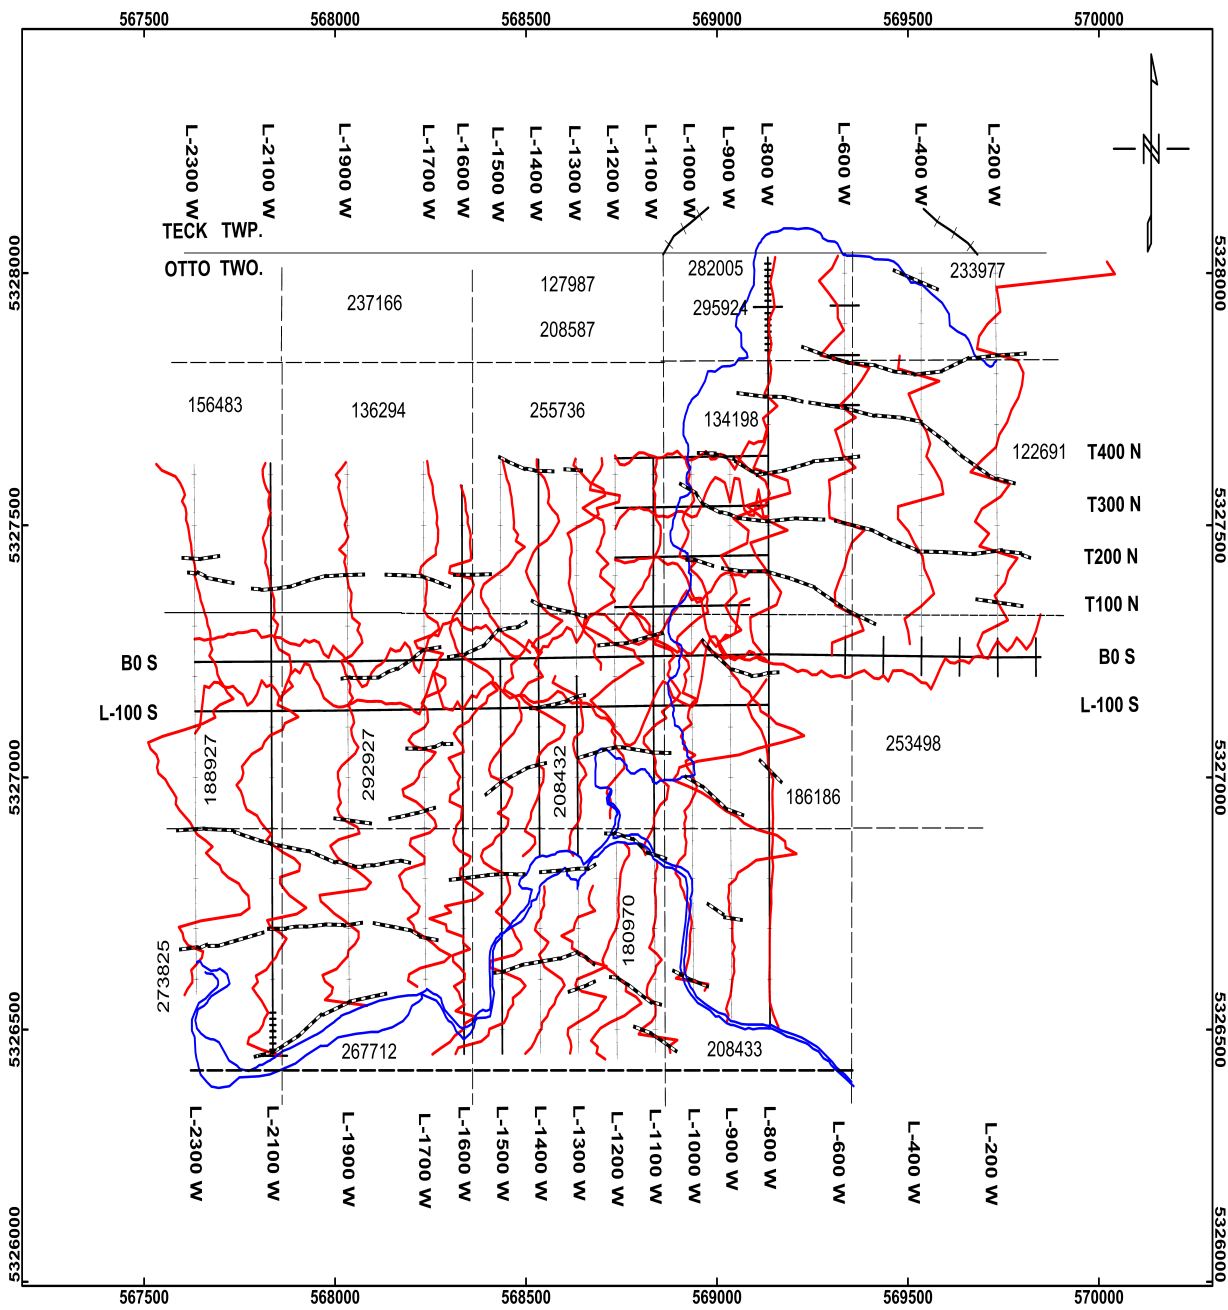 567500 568000 568500 569000 569500 570000
L-2300 W L-2100 W L-1900 W L-1700 W L-1600 W L-1500 W L-1400 W L-1300 W L-1200 W L-1100 W L-1000 W L-900 W L-800 W L-600 W L-400 W L-200 W
N
TECK TWP.
OTTO TWO.
5328000 5328000
282005 233977
127987
237166
295924
208587
156483 136294 255736 134198
122691 T400 N
T300 N
5327500 5327500
T200 N
T100 N
B0 S B0 S
L-100 S L-100 S
253498
188927 292927 208432
5327000 5327000
186186
180970
273825
5326500 5326500
267712 208433
L-2300 W L-2100 W L-1900 W L-1700 W L-1600 W L-1500 W L-1400 W L-1300 W L-1200 W L-1100 W L-1000 W L-900 W L-800 W L-600 W L-400 W L-200 W
5326000 5326000
567500 568000 568500 569000 569500 570000